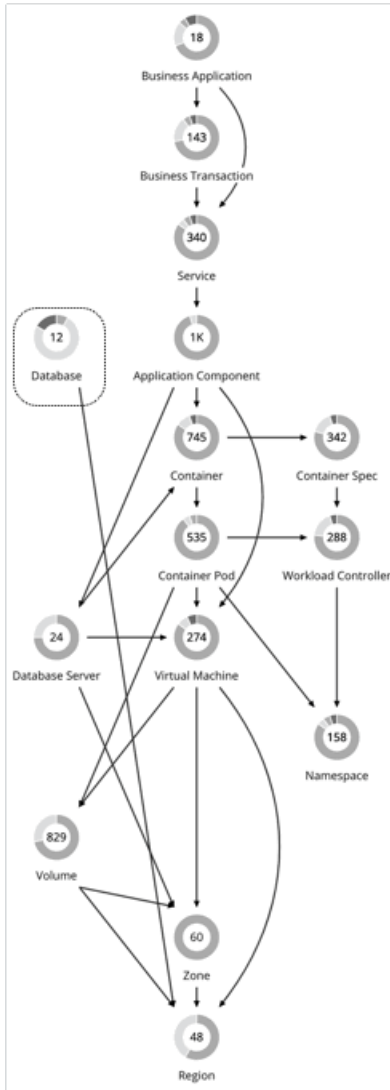 18
Business Application
143
Business Transaction
340
Service
12
Database
1K
Application Component
745
Container
342
Container Spec
535
Container Pod
288
Workload Controller
24
Database Server
274
Virtual Machine
158
Namespace
829
Volume
60
Zone
48
Region